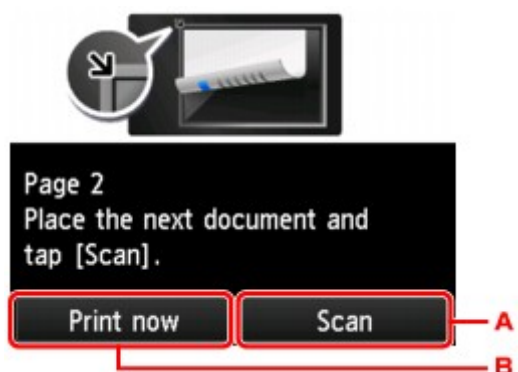 Page 2
Place the next document and
tap [Scan].
Print now
Scan
A
B